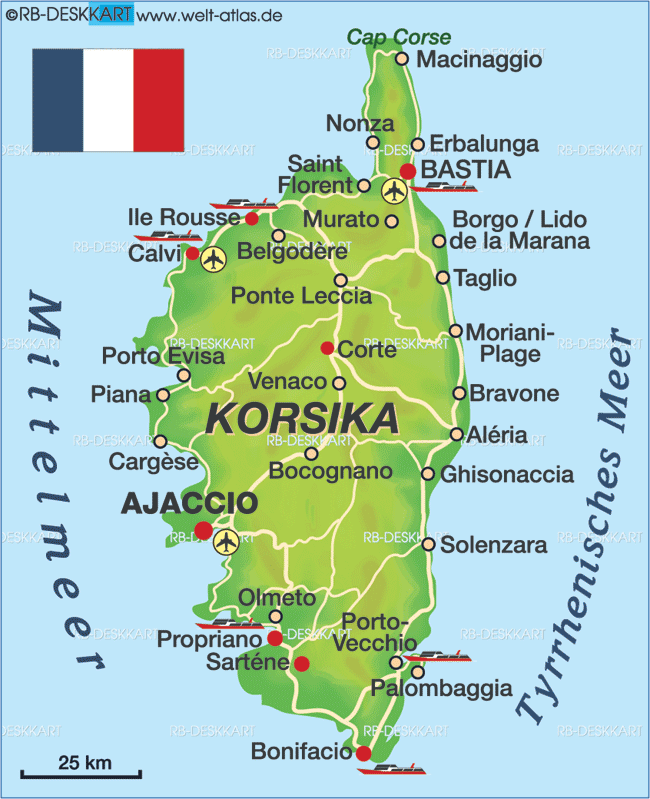 ©RB-DESKKART www.welt-atlas.de
Cap Corse
Macinaggio
Nonza
Erbalunga
Saint
Florent
BASTIA
Ile Rousse
Murato
Borgo / Lido
de la Marana
Calvi
Belgodère
Taglio
Ponte Leccia
Moriani-
Plage
Corte
Porto Evisa
Venaco
Piana
Bravone
KORSIKA
Aléria
Cargèse
Bocognano
Ghisonaccia
AJACCIO
Solenzara
Olmeto
Porto-
Vecchio
Propriano
Sarténe
Palombaggia
Bonifacio
Mittelmeer
Tyrrhenisches Meer
25 km
RB-DESKKART